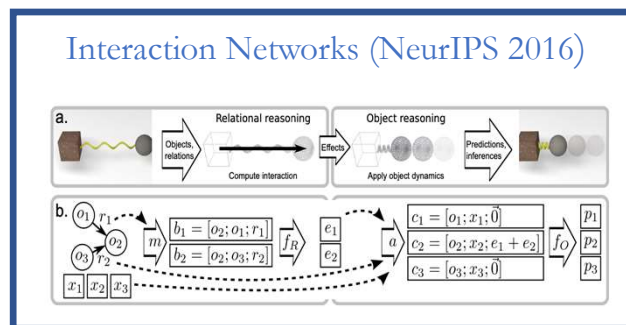 Interaction Networks (NeurIPS 2016)
a.
Objects, relations
Relational reasoning
Compute interaction
Effects
Object reasoning
Apply object dynamics
Predictions, inferences
b.
o₁ r₁
o₂
o₃ r₂
x₁ x₂ x₃
m
b₁ = [o₂; o₁; r₁]
b₂ = [o₂; o₃; r₂]
f_R
e₁
e₂
a
c₁ = [o₁; x₁; 0⃗]
c₂ = [o₂; x₂; e₁ + e₂]
c₃ = [o₃; x₃; 0⃗]
f_O
p₁
p₂
p₃